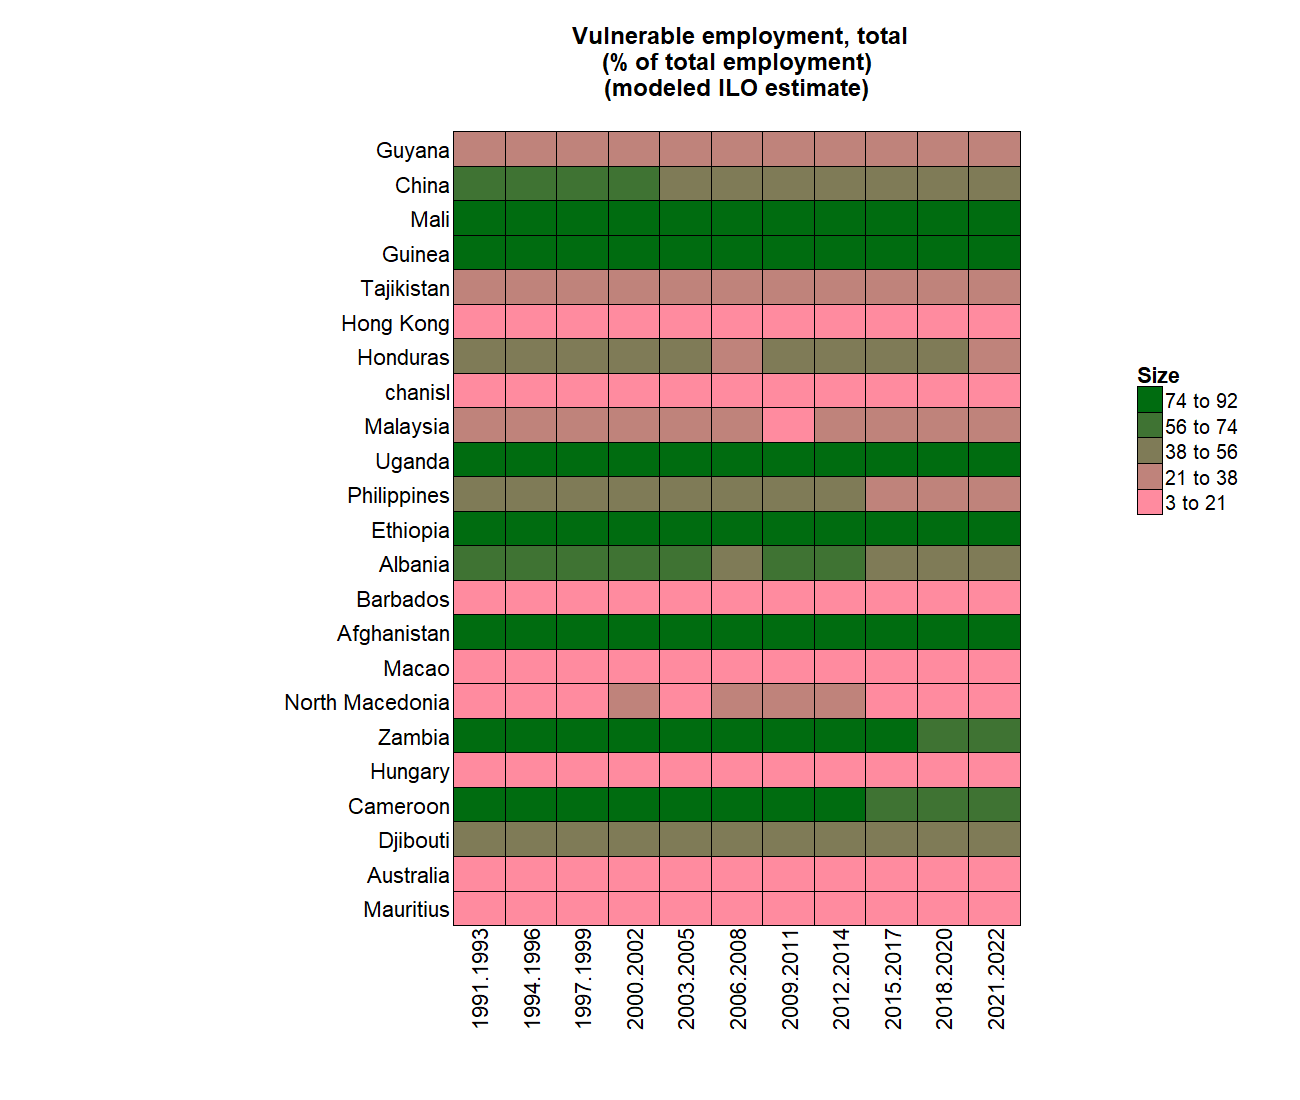 Vulnerable employment, total
(% of total employment)
(modeled ILO estimate)
Guyana
China
Mali
Guinea
Tajikistan
Hong Kong
Honduras
chanisl
Malaysia
Uganda
Philippines
Ethiopia
Albania
Barbados
Afghanistan
Macao
North Macedonia
Zambia
Hungary
Cameroon
Djibouti
Australia
Mauritius
1991.1993
1994.1996
1997.1999
2000.2002
2003.2005
2006.2008
2009.2011
2012.2014
2015.2017
2018.2020
2021.2022
Size
74 to 92
56 to 74
38 to 56
21 to 38
3 to 21